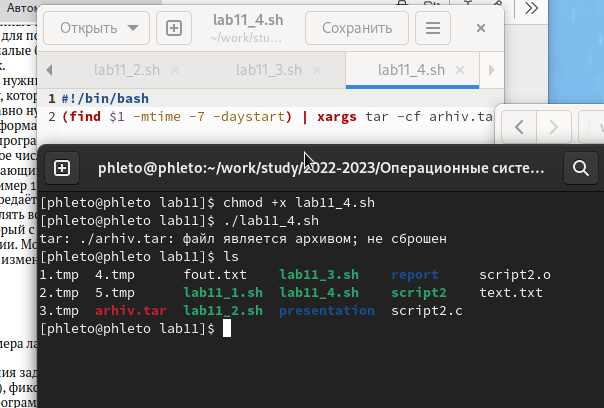 Автом
Открыть
lab11_4.sh
~/work/stu…
Сохранить
lab11_2.sh
lab11_3.sh
lab11_4.sh
1 #!/bin/bash
2 (find $1 -mtime -7 -daystart) | xargs tar -cf arhiv.ta
phleto@phleto:~/work/study/2022-2023/Операционные систе…
[phleto@phleto lab11]$ chmod +x lab11_4.sh
[phleto@phleto lab11]$ ./lab11_4.sh
tar: ./arhiv.tar: файл является архивом; не сброшен
[phleto@phleto lab11]$ ls
1.tmp 4.tmp fout.txt lab11_3.sh report script2.o
2.tmp 5.tmp lab11_1.sh lab11_4.sh script2 text.txt
3.tmp arhiv.tar lab11_2.sh presentation script2.c
[phleto@phleto lab11]$